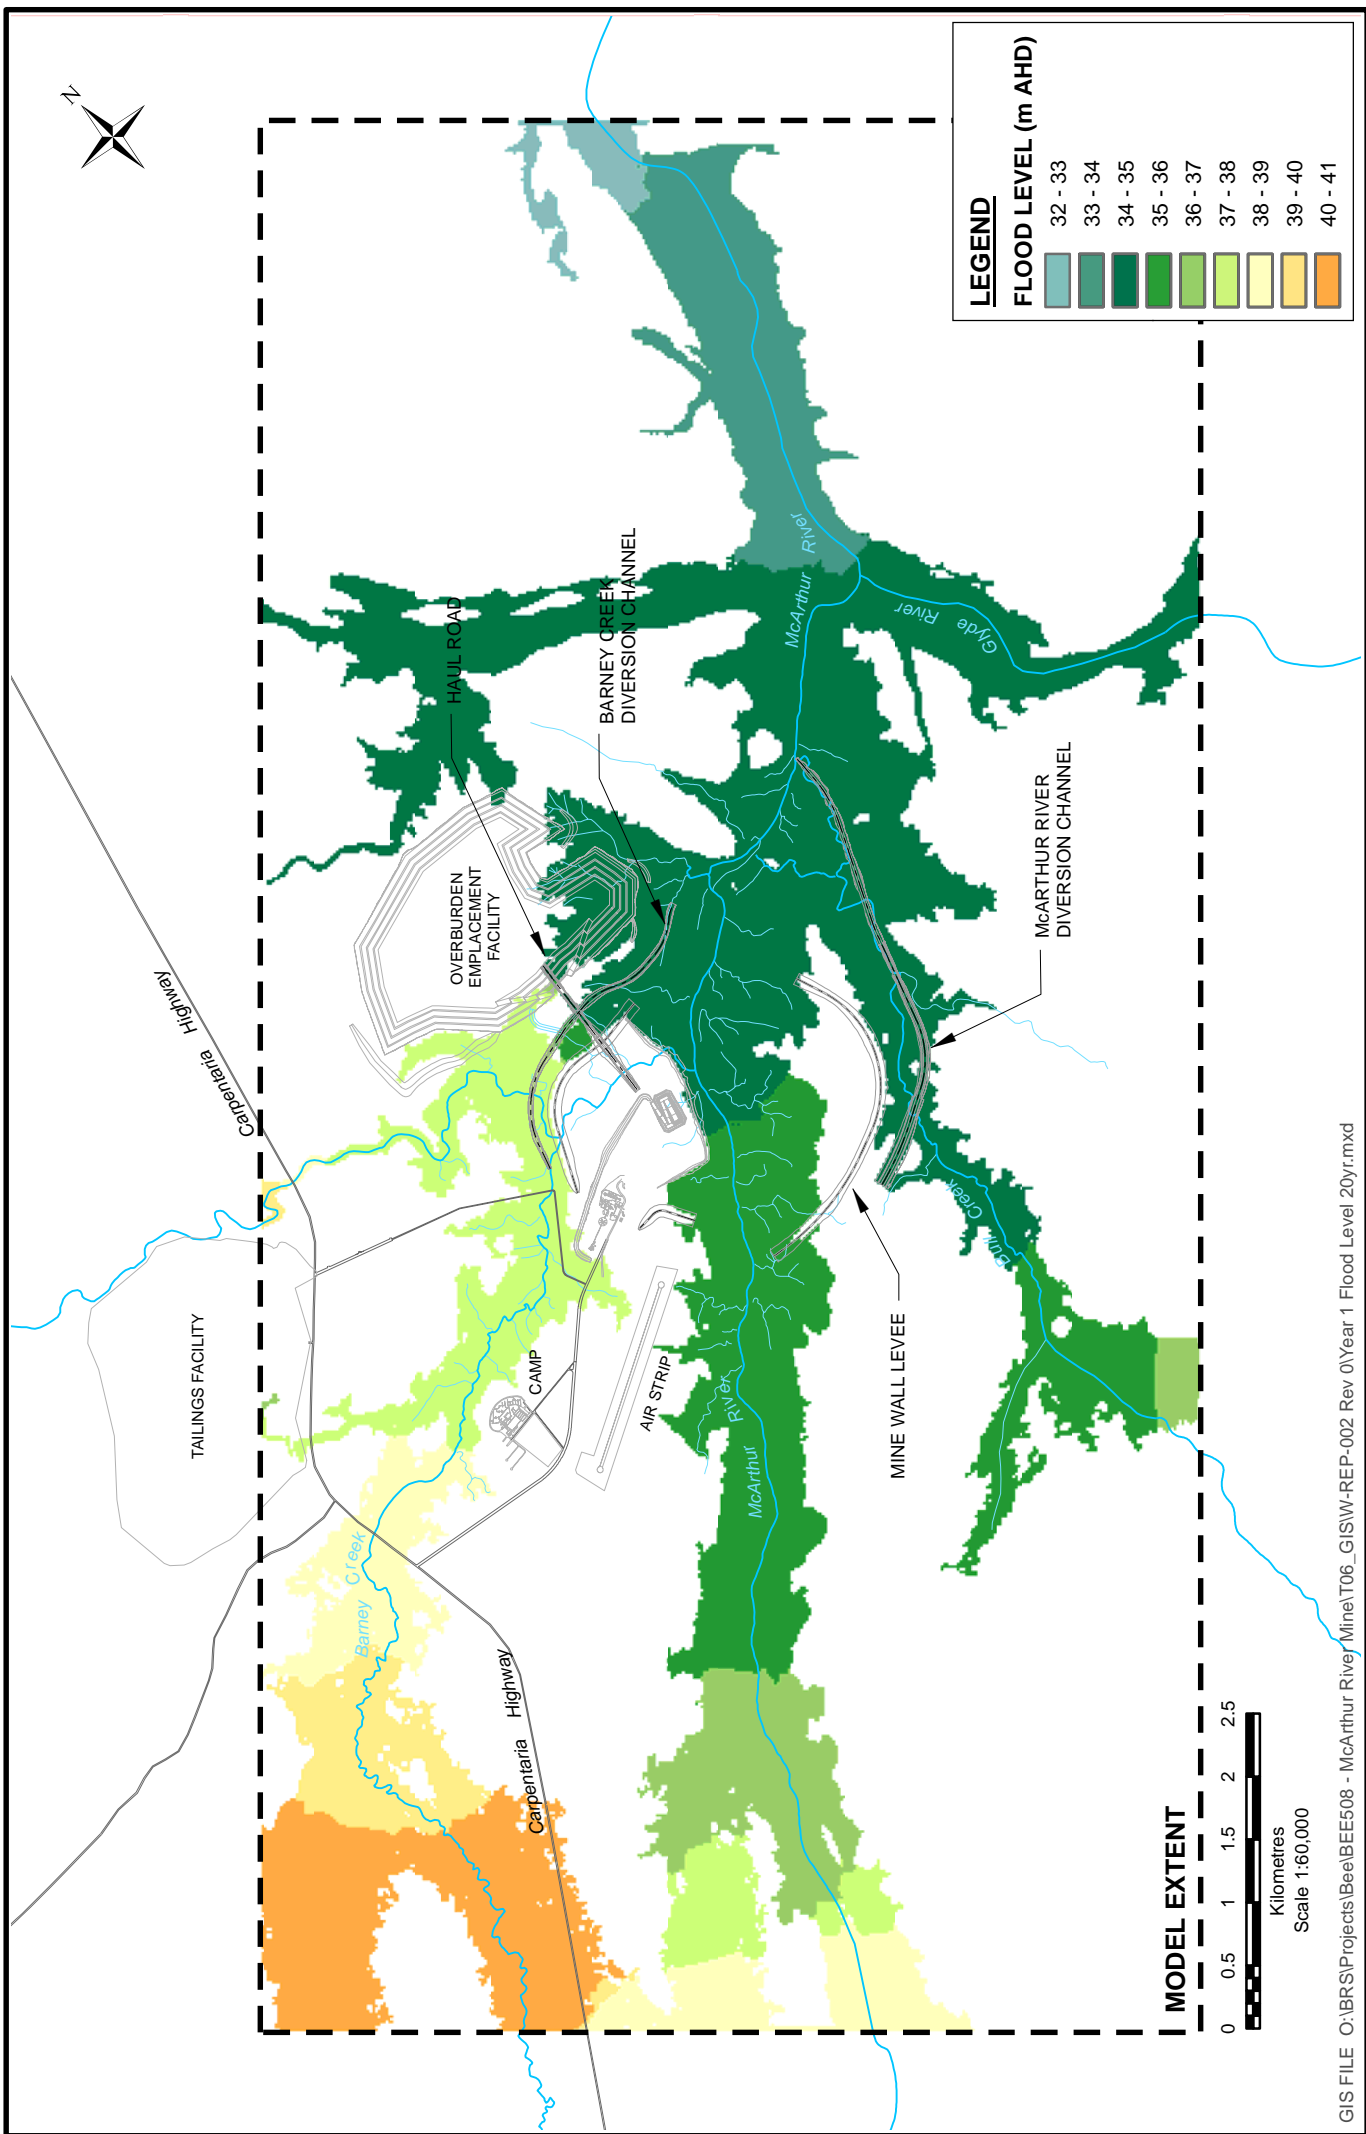 N
Carpentaria Highway
TAILINGS FACILITY
OVERBURDEN
EMPLACEMENT
FACILITY
HAUL ROAD
BARNEY CREEK
DIVERSION CHANNEL
Barney Creek
CAMP
AIR STRIP
Carpentaria Highway
McArthur River
McArthur River
Glyde River
Bull Creek
McARTHUR RIVER
DIVERSION CHANNEL
MINE WALL LEVEE
MODEL EXTENT
0 0.5 1 1.5 2 2.5
Kilometres
Scale 1:60,000
LEGEND
FLOOD LEVEL (m AHD)
32 - 33
33 - 34
34 - 35
35 - 36
36 - 37
37 - 38
38 - 39
39 - 40
40 - 41
GIS FILE O:\BRS\Projects\Bee\BEE508 - McArthur River Mine\T06_GIS\W-REP-002 Rev 0\Year 1 Flood Level 20yr.mxd